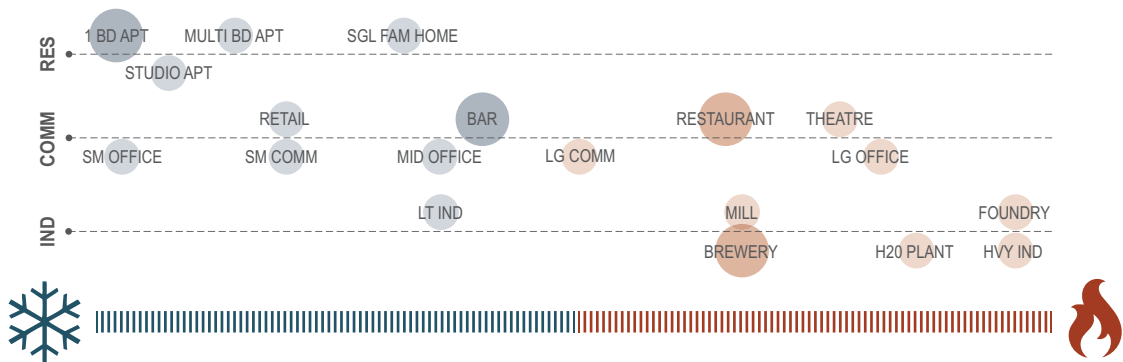 RES
1 BD APT
MULTI BD APT
SGL FAM HOME
STUDIO APT
COMM
RETAIL
BAR
RESTAURANT
THEATRE
SM OFFICE
SM COMM
MID OFFICE
LG COMM
LG OFFICE
IND
LT IND
MILL
FOUNDRY
BREWERY
H20 PLANT
HVY IND